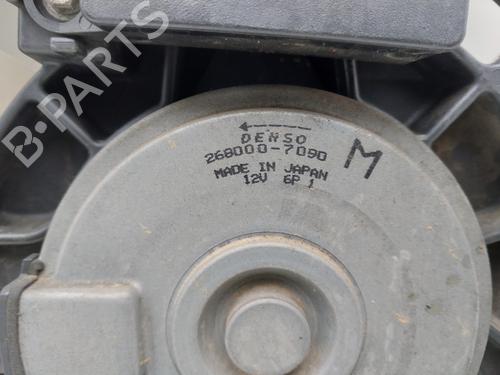 DENSO
268000-7090
M
MADE IN JAPAN
12V 6P 1
B-PARTS